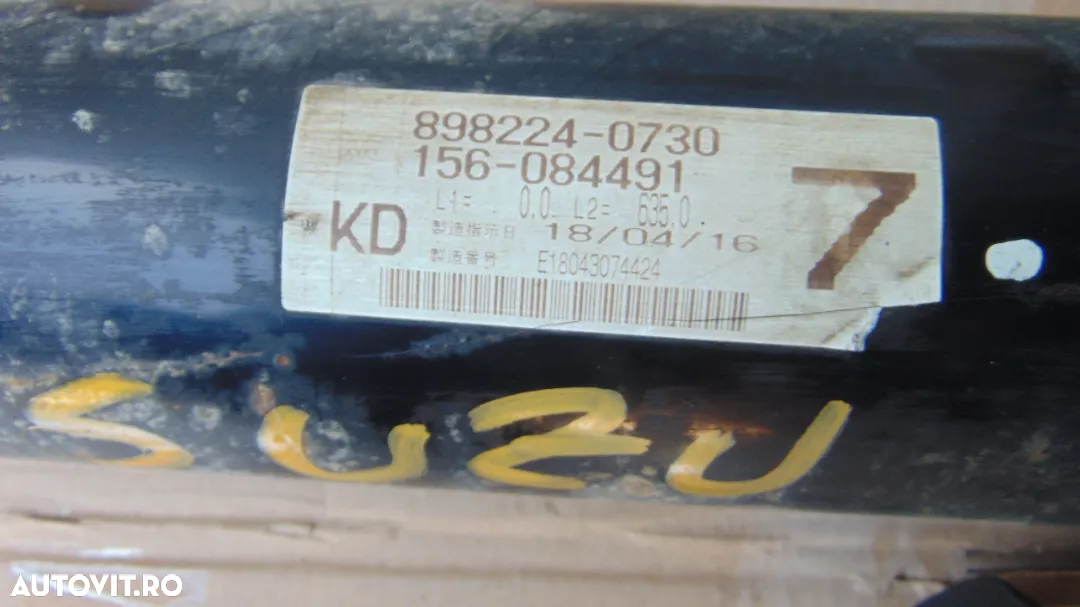 898224-0730
156-084491
L1= . 0,0. L2= 635,0.
KD
製造指示日 18/04/16
製造番号 E18043074424
7
SUZU
AUTOVIT.RO